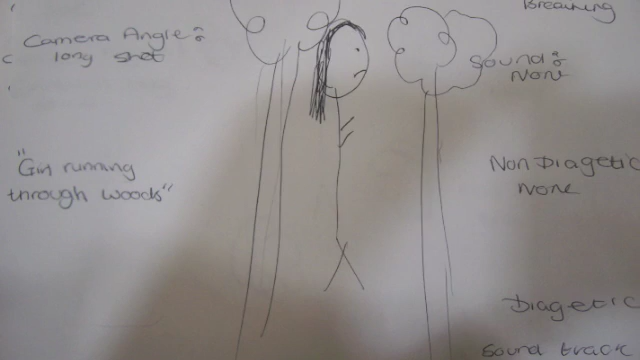 Camera Angle:
long shot
"Girl running
through woods"
Breathing
Sound:
None
Non Diagetic
None
Diagetic
Sound track